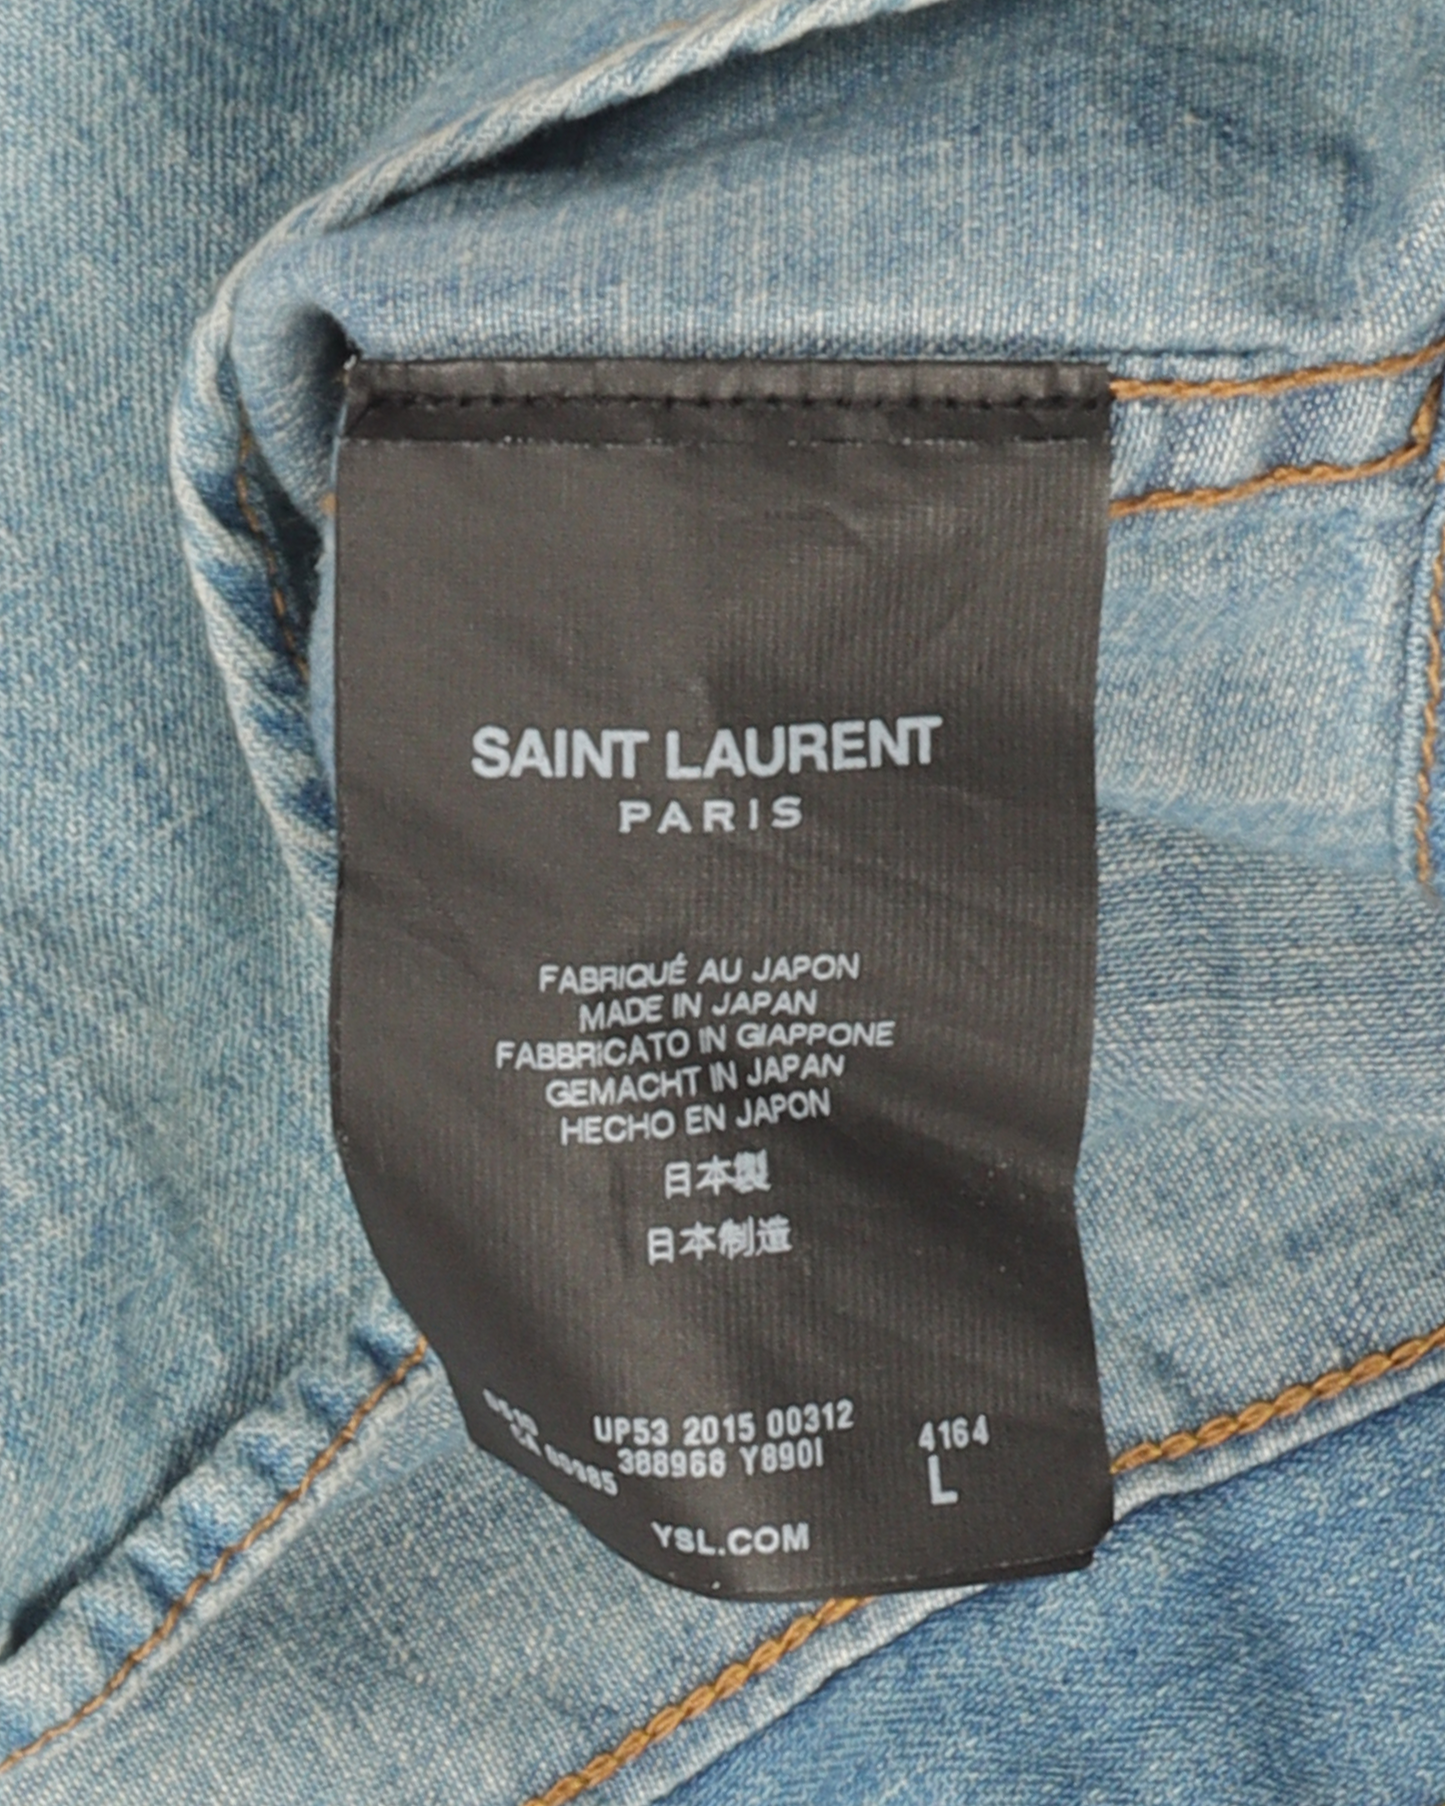 SAINT LAURENT
PARIS
FABRIQUÉ AU JAPON
MADE IN JAPAN
FABBRICATO IN GIAPPONE
GEMACHT IN JAPAN
HECHO EN JAPON
日本製
日本制造
UP53 2015 00312
4164
388968 Y890I
L
YSL.COM